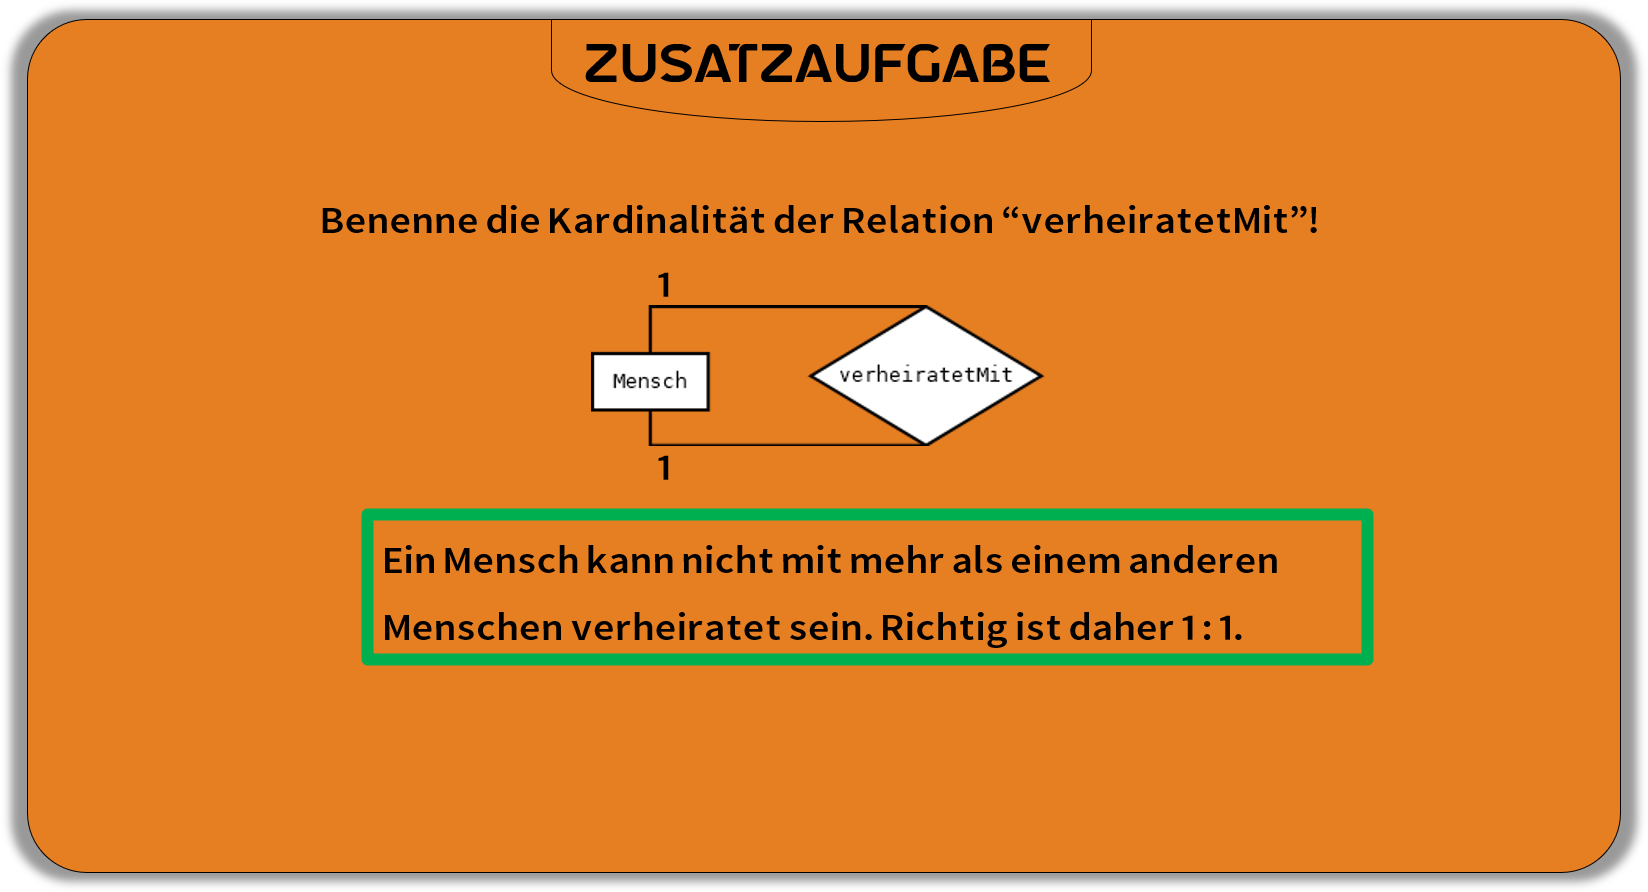 ZUSATZAUFGABE
Benenne die Kardinalität der Relation “verheiratetMit”!
1
Mensch
verheiratetMit
1
Ein Mensch kann nicht mit mehr als einem anderen
Menschen verheiratet sein. Richtig ist daher 1 : 1.